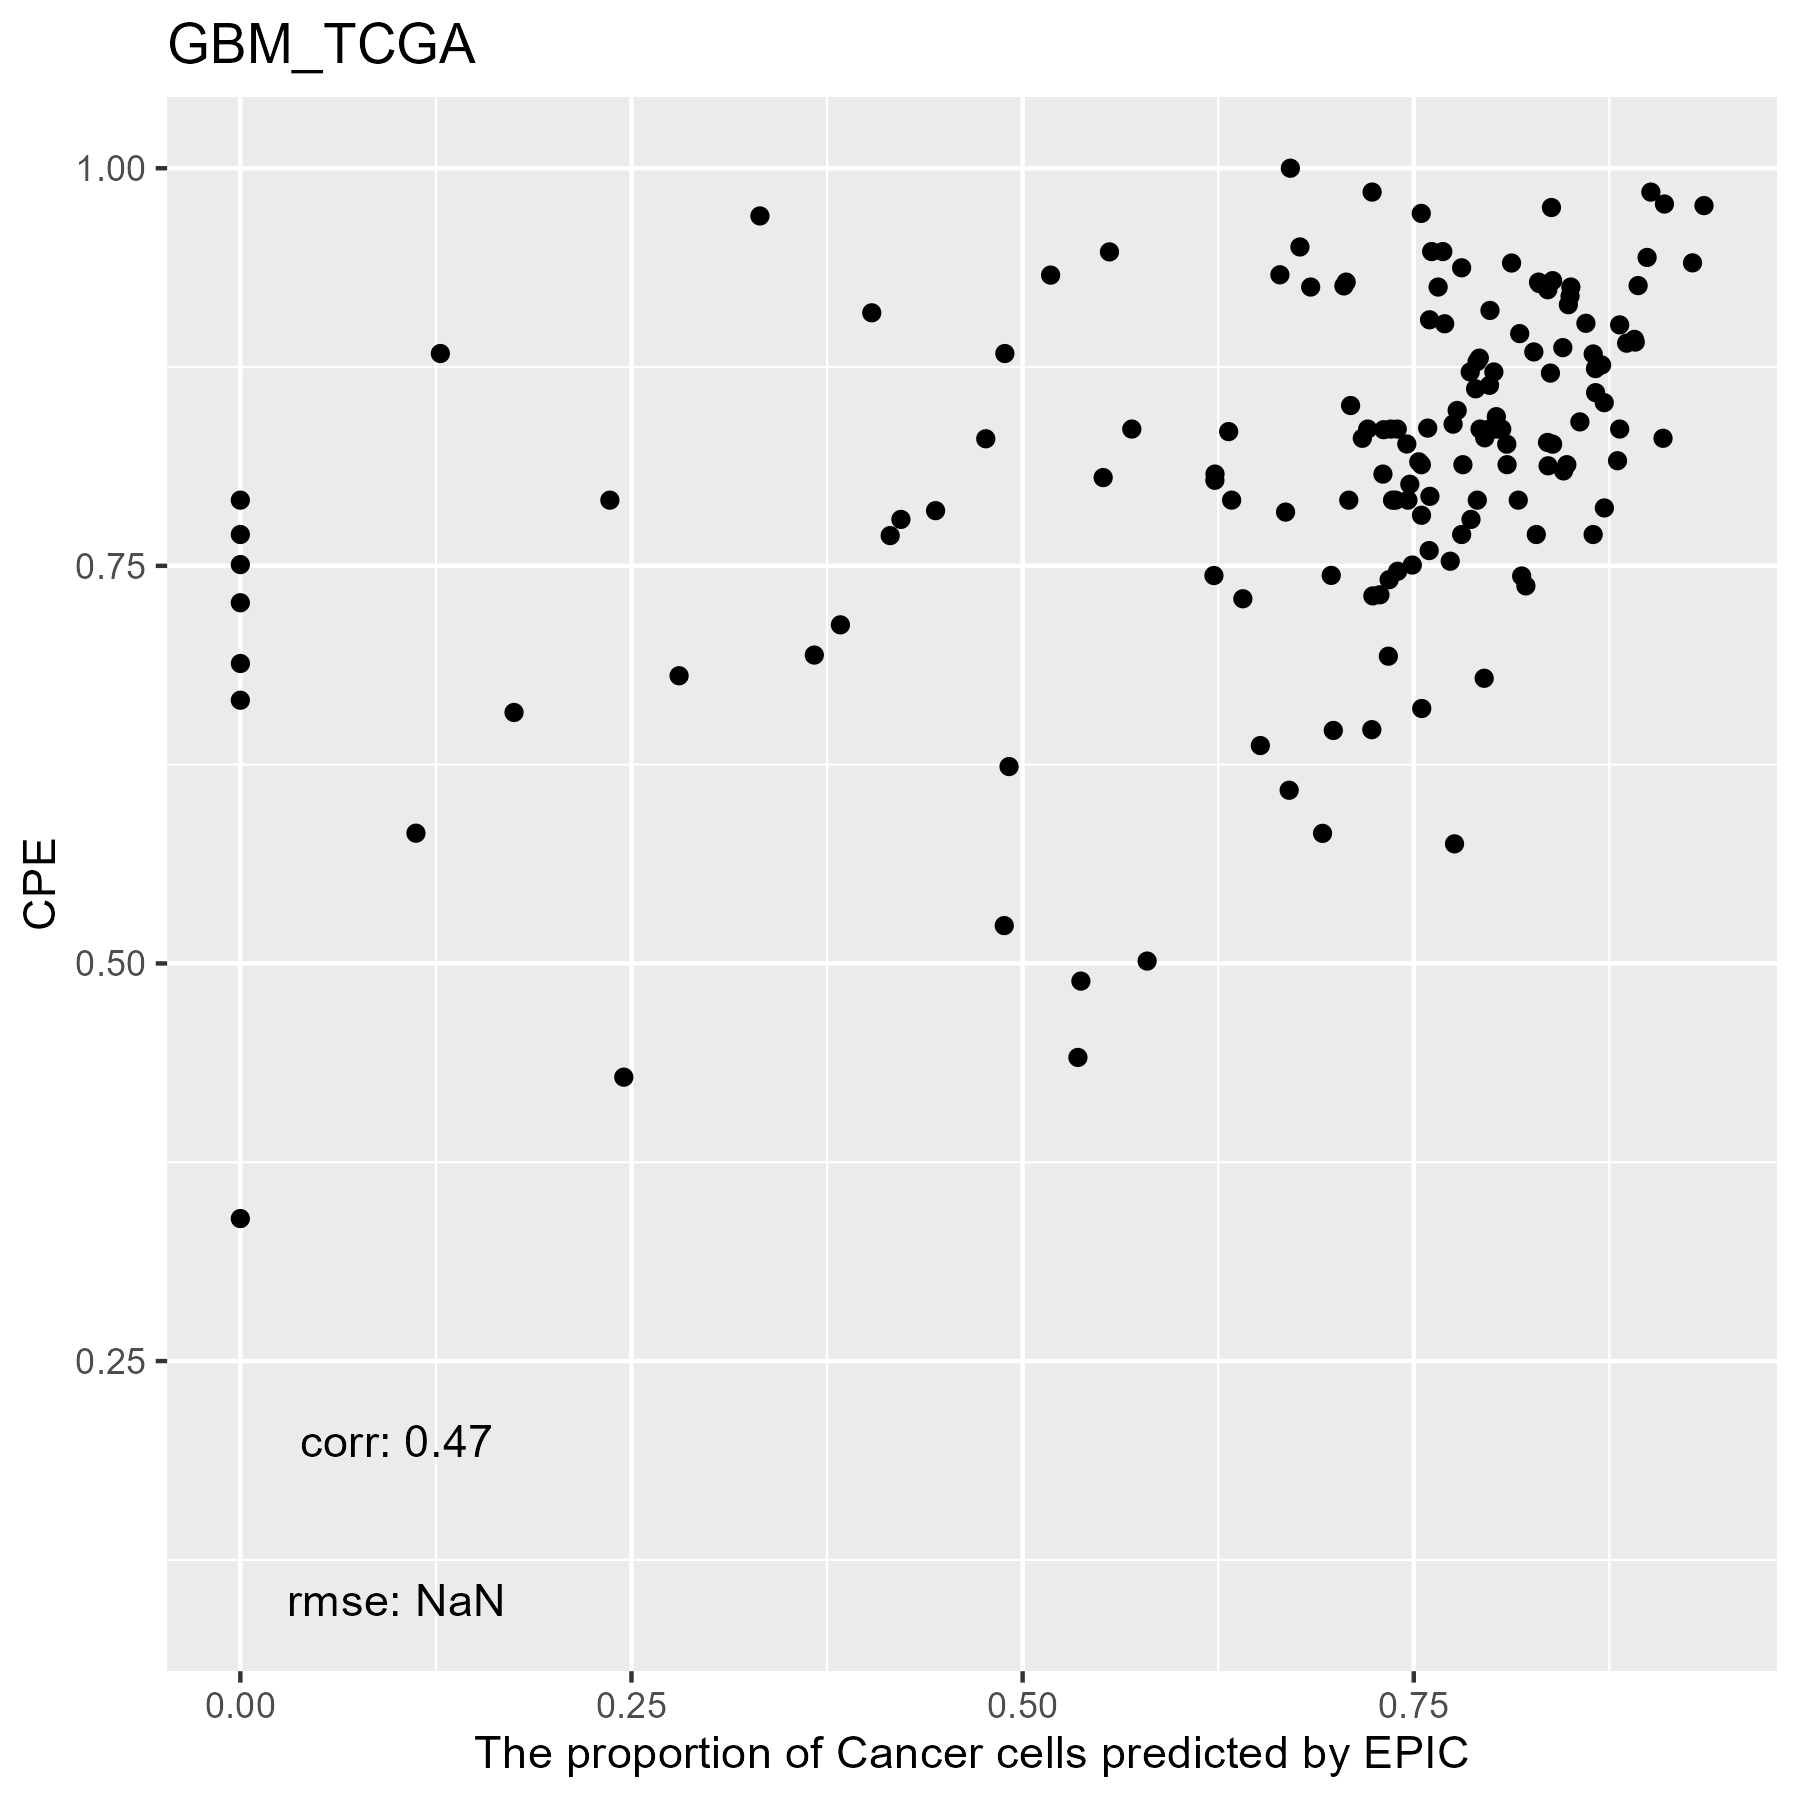 GBM_TCGA
1.00
0.75
0.50
0.25
CPE
corr: 0.47
rmse: NaN
0.00 0.25 0.50 0.75
The proportion of Cancer cells predicted by EPIC